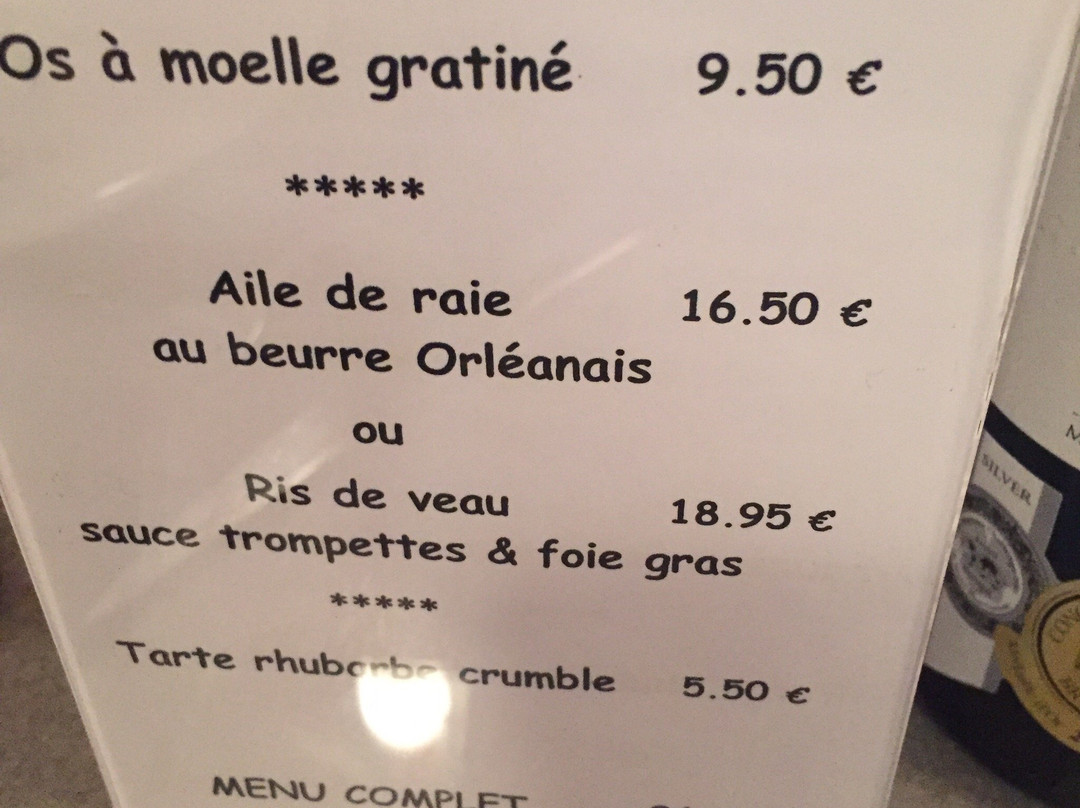 Os à moelle gratiné 9.50 €
*****
Aile de raie 16.50 €
au beurre Orléanais
ou
Ris de veau 18.95 €
sauce trompettes & foie gras
*****
Tarte rhubarbe crumble 5.50 €
MENU COMPLET
SILVER